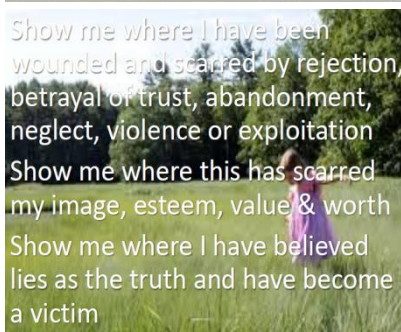 Show me where I have been
wounded and scarred by rejection,
betrayal of trust, abandonment,
neglect, violence or exploitation
Show me where this has scarred
my image, esteem, value & worth
Show me where I have believed
lies as the truth and have become
a victim